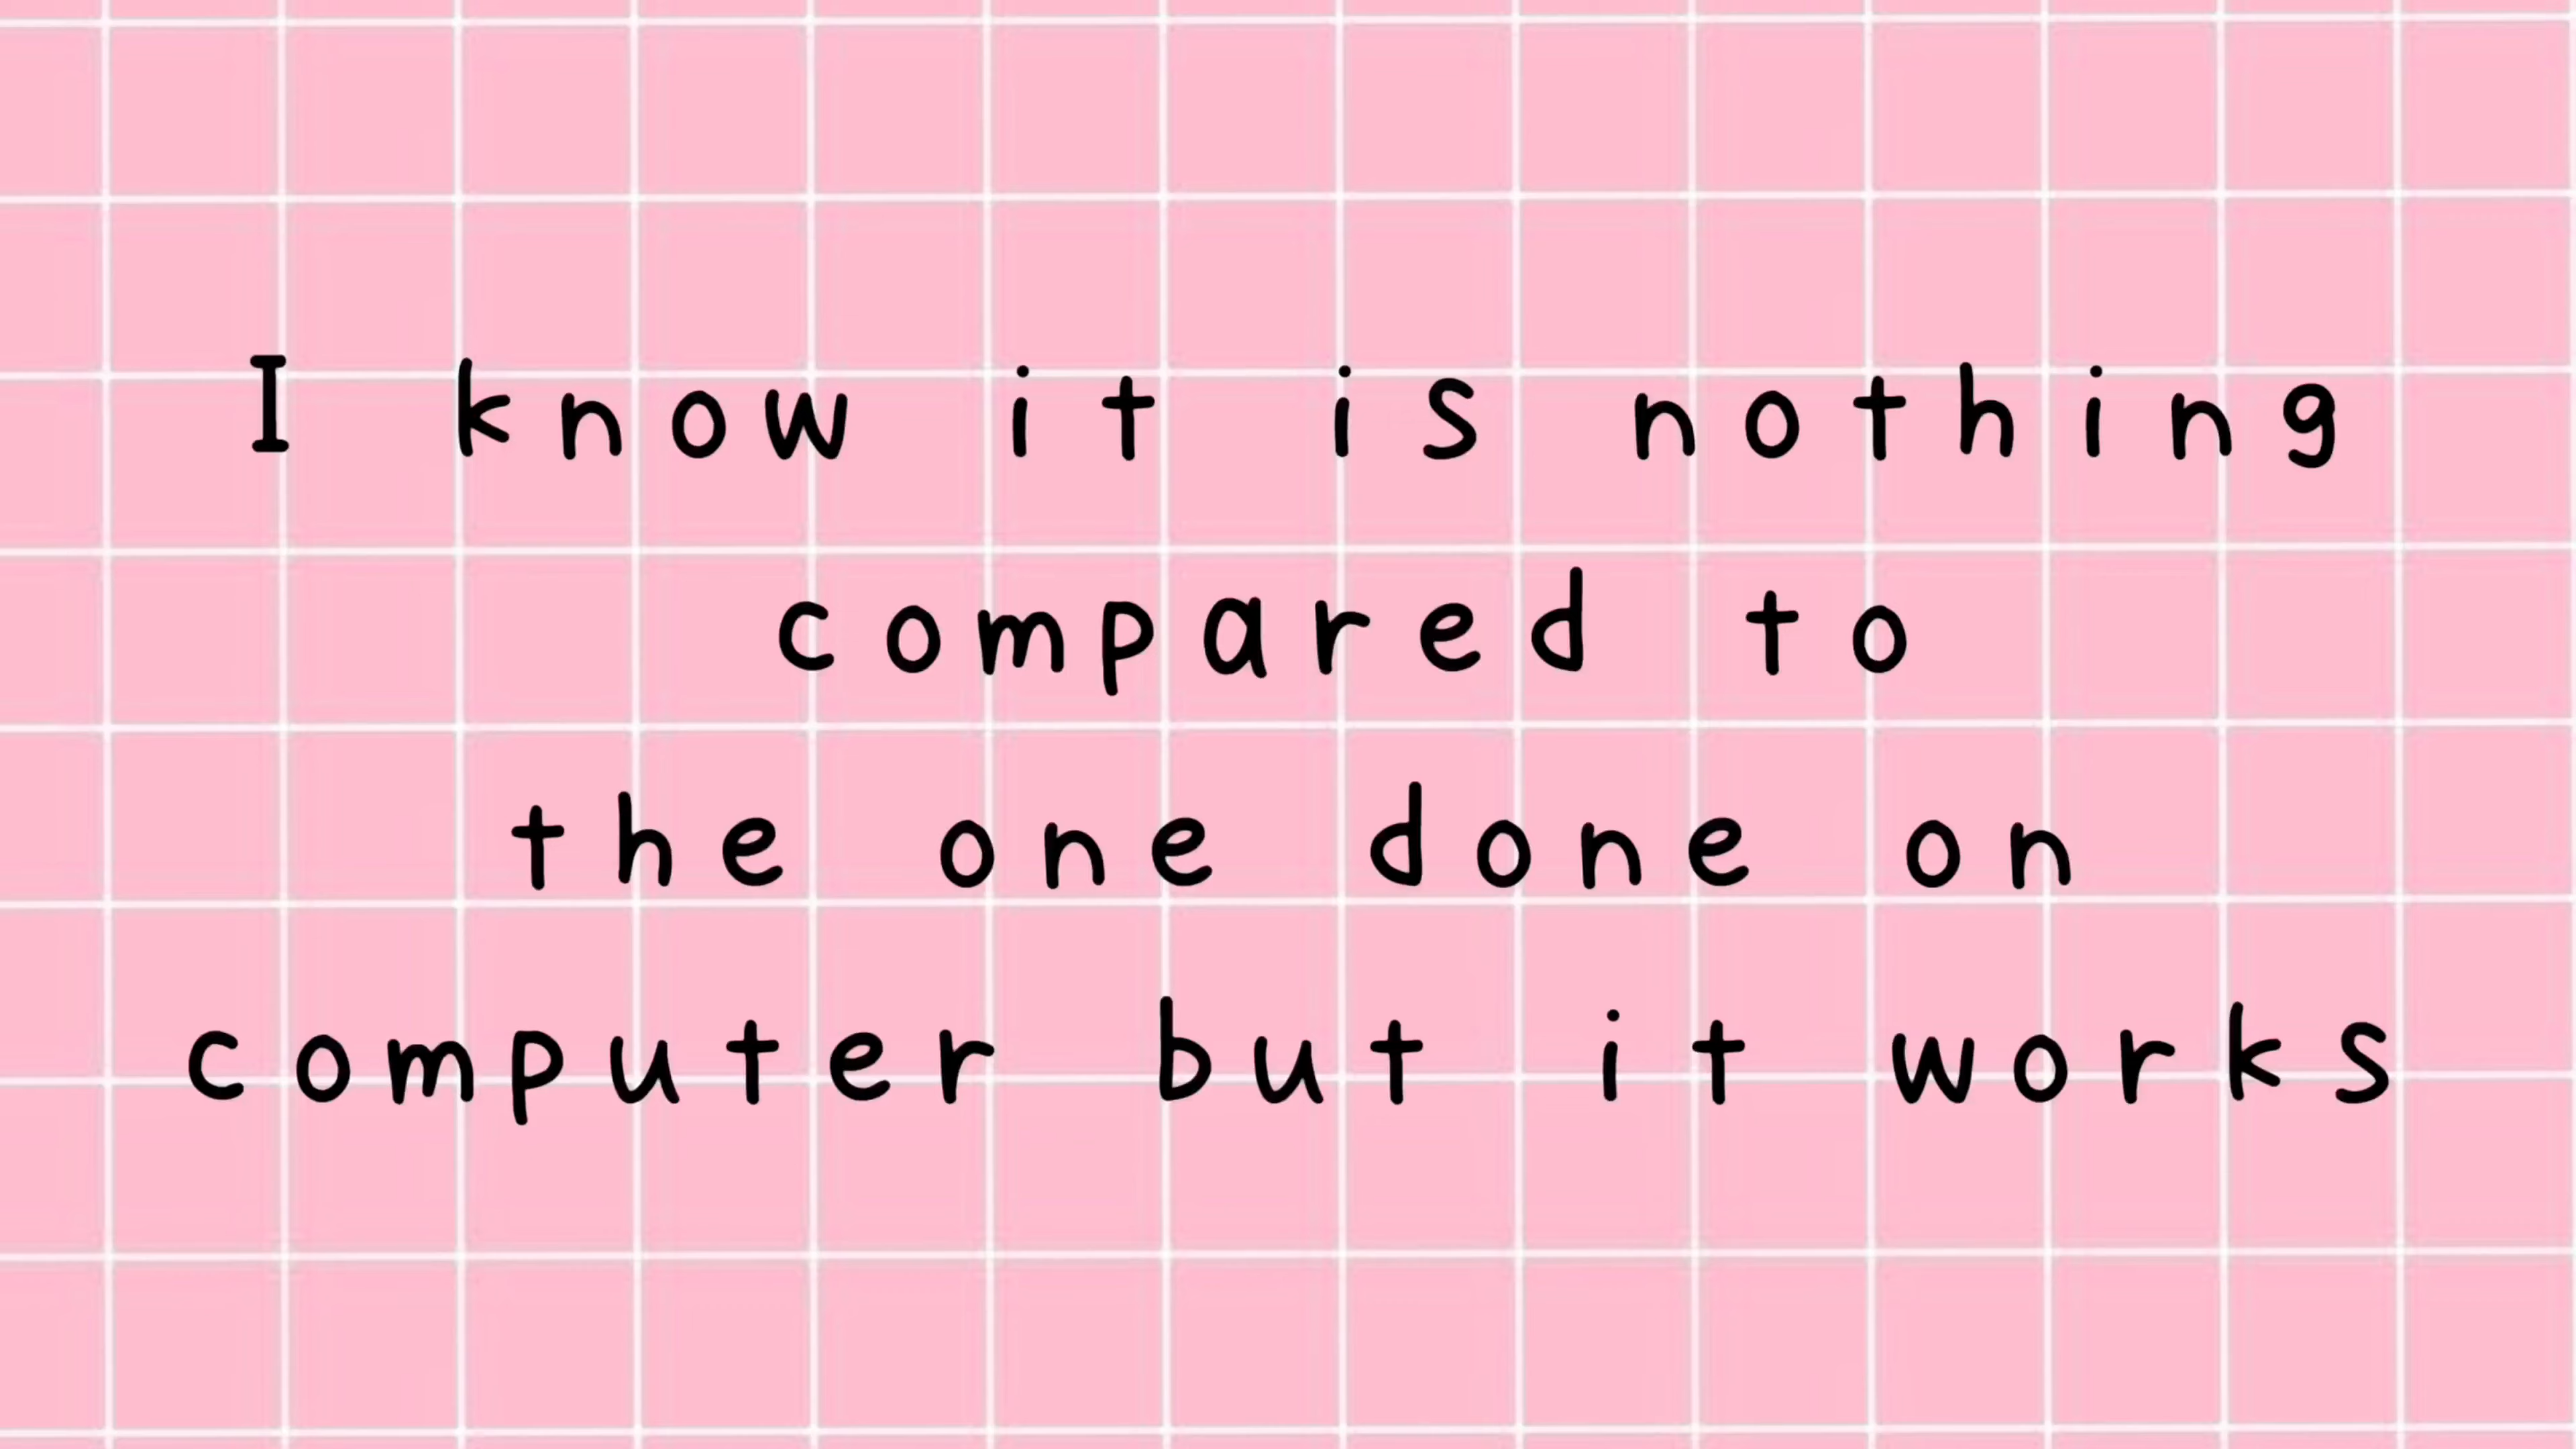 I know it is nothing
compared to
the one done on
computer but it works